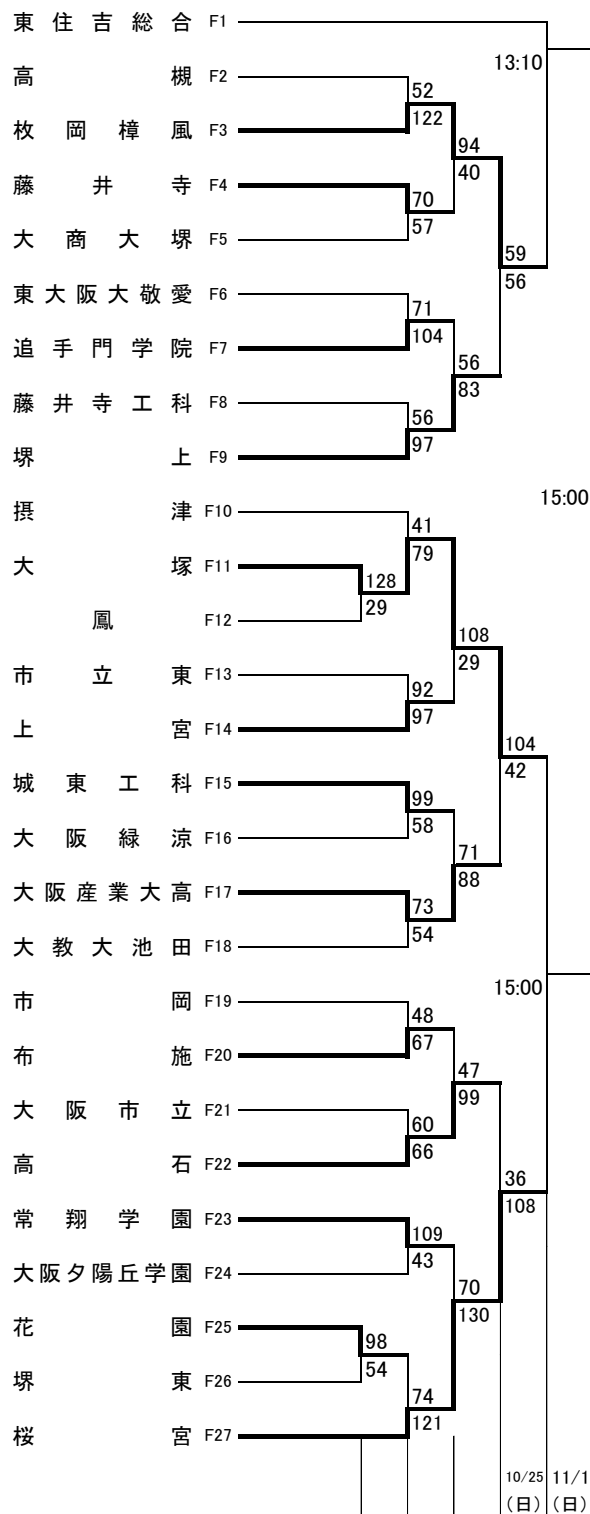 東住吉総合 F1
13:10
高槻 F2
52
枚岡樟風 F3
122
94
藤井寺 F4
40
70
大商大堺 F5
57
59
56
東大阪大敬愛 F6
71
追手門学院 F7
104
56
藤井寺工科 F8
83
56
堺上 F9
97
15:00
摂津 F10
41
大塚 F11
79
128
鳳 F12
29
108
市立東 F13
29
92
上宮 F14
97
104
城東工科 F15
42
99
大阪緑涼 F16
58
71
大阪産業大高 F17
88
73
大教大池田 F18
54
15:00
市岡 F19
48
布施 F20
67
47
大阪市立 F21
99
60
高石 F22
66
36
常翔学園 F23
108
109
大阪夕陽丘学園 F24
43
70
花園 F25
130
98
堺東 F26
54
74
桜宮 F27
121
10/25 11/1
(日) (日)